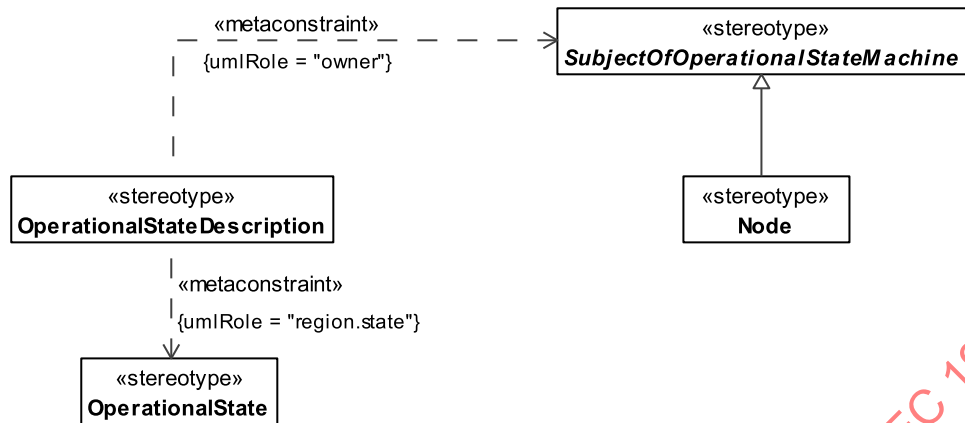 «metaconstraint»
{umlRole = "owner"}
«stereotype»
SubjectOfOperationalStateMachine
«stereotype»
OperationalStateDescription
«stereotype»
Node
«metaconstraint»
{umlRole = "region.state"}
«stereotype»
OperationalState